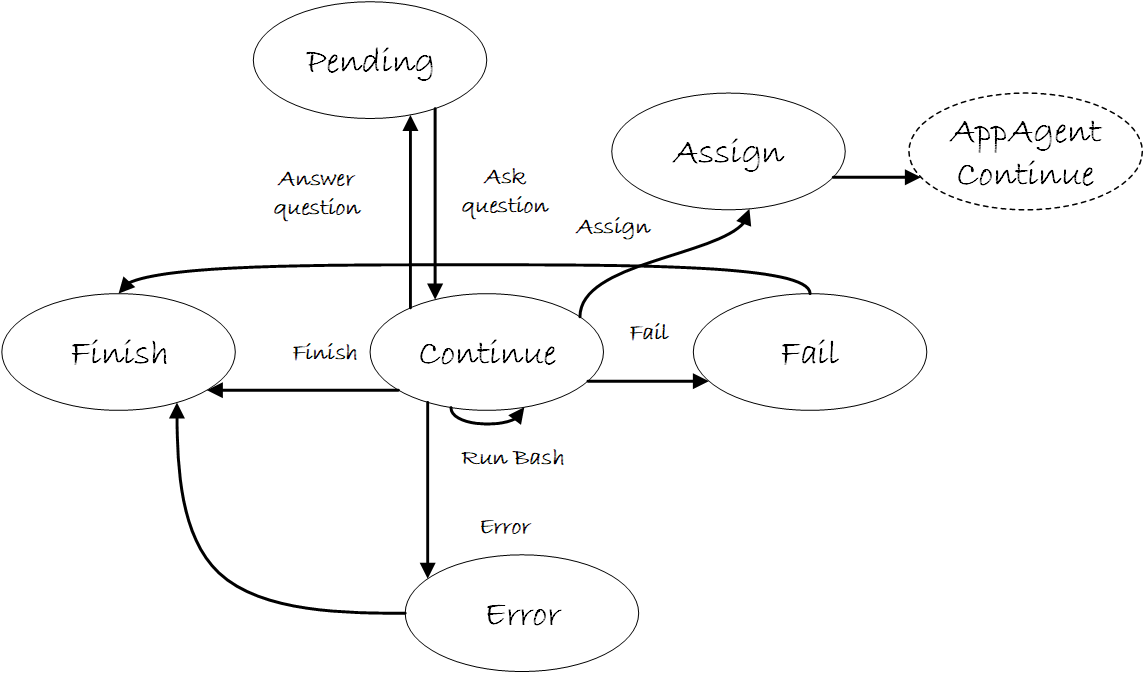 Pending
Assign
AppAgent
Continue
Answer
question
Ask
question
Assign
Finish
Finish
Continue
Fail
Fail
Run Bash
Error
Error